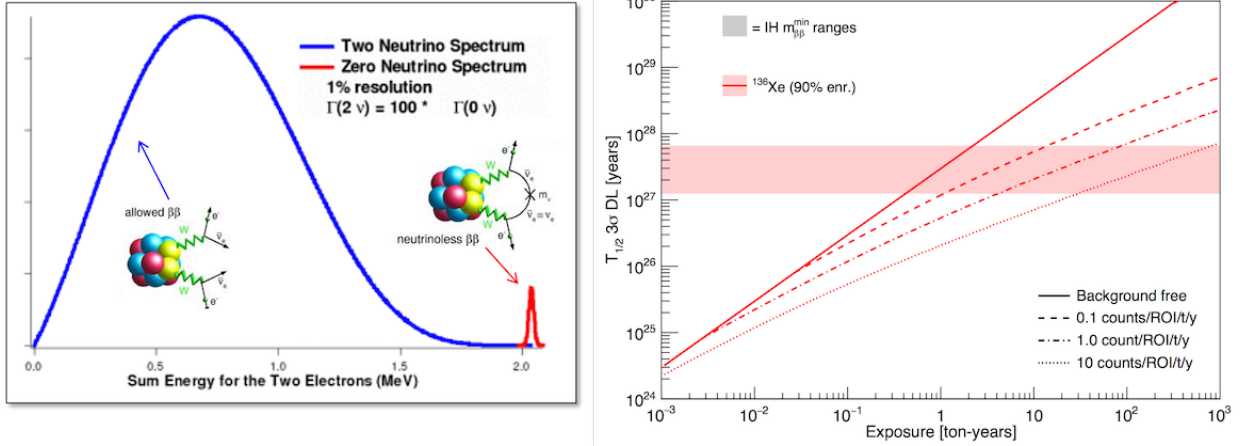 Two Neutrino Spectrum
Zero Neutrino Spectrum
1% resolution
Γ(2 ν) = 100 * Γ(0 ν)
allowed ββ
W
e⁻
ν̄ₑ
W
ν̄ₑ
e⁻
neutrinoless ββ
W
e⁻
ν̄ₑ
mᵥ
ν̄ₑ = νₑ
W
e⁻
0.0 0.5 1.0 1.5 2.0
Sum Energy for the Two Electrons (MeV)
= IH m_ββ^min ranges
¹³⁶Xe (90% enr.)
10²⁹
10²⁸
10²⁷
10²⁶
10²⁵
10²⁴
T₁/₂ 3σ DL [years]
Background free
0.1 counts/ROI/t/y
1.0 count/ROI/t/y
10 counts/ROI/t/y
10⁻³ 10⁻² 10⁻¹ 1 10 10² 10³
Exposure [ton-years]